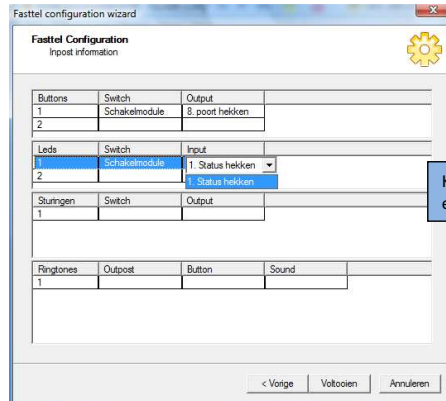 Fasttel configuration wizard
Fasttel Configuration
Inpost information
Buttons Switch Output
1 Schakelmodule 8. poort hekken
2
Leds Switch Input
1 Schakelmodule 1. Status hekken
2 1. Status hekken
Sturingen Switch Output
1
Ringtones Outpost Button Sound
1
< Vorige Voltooien Annuleren